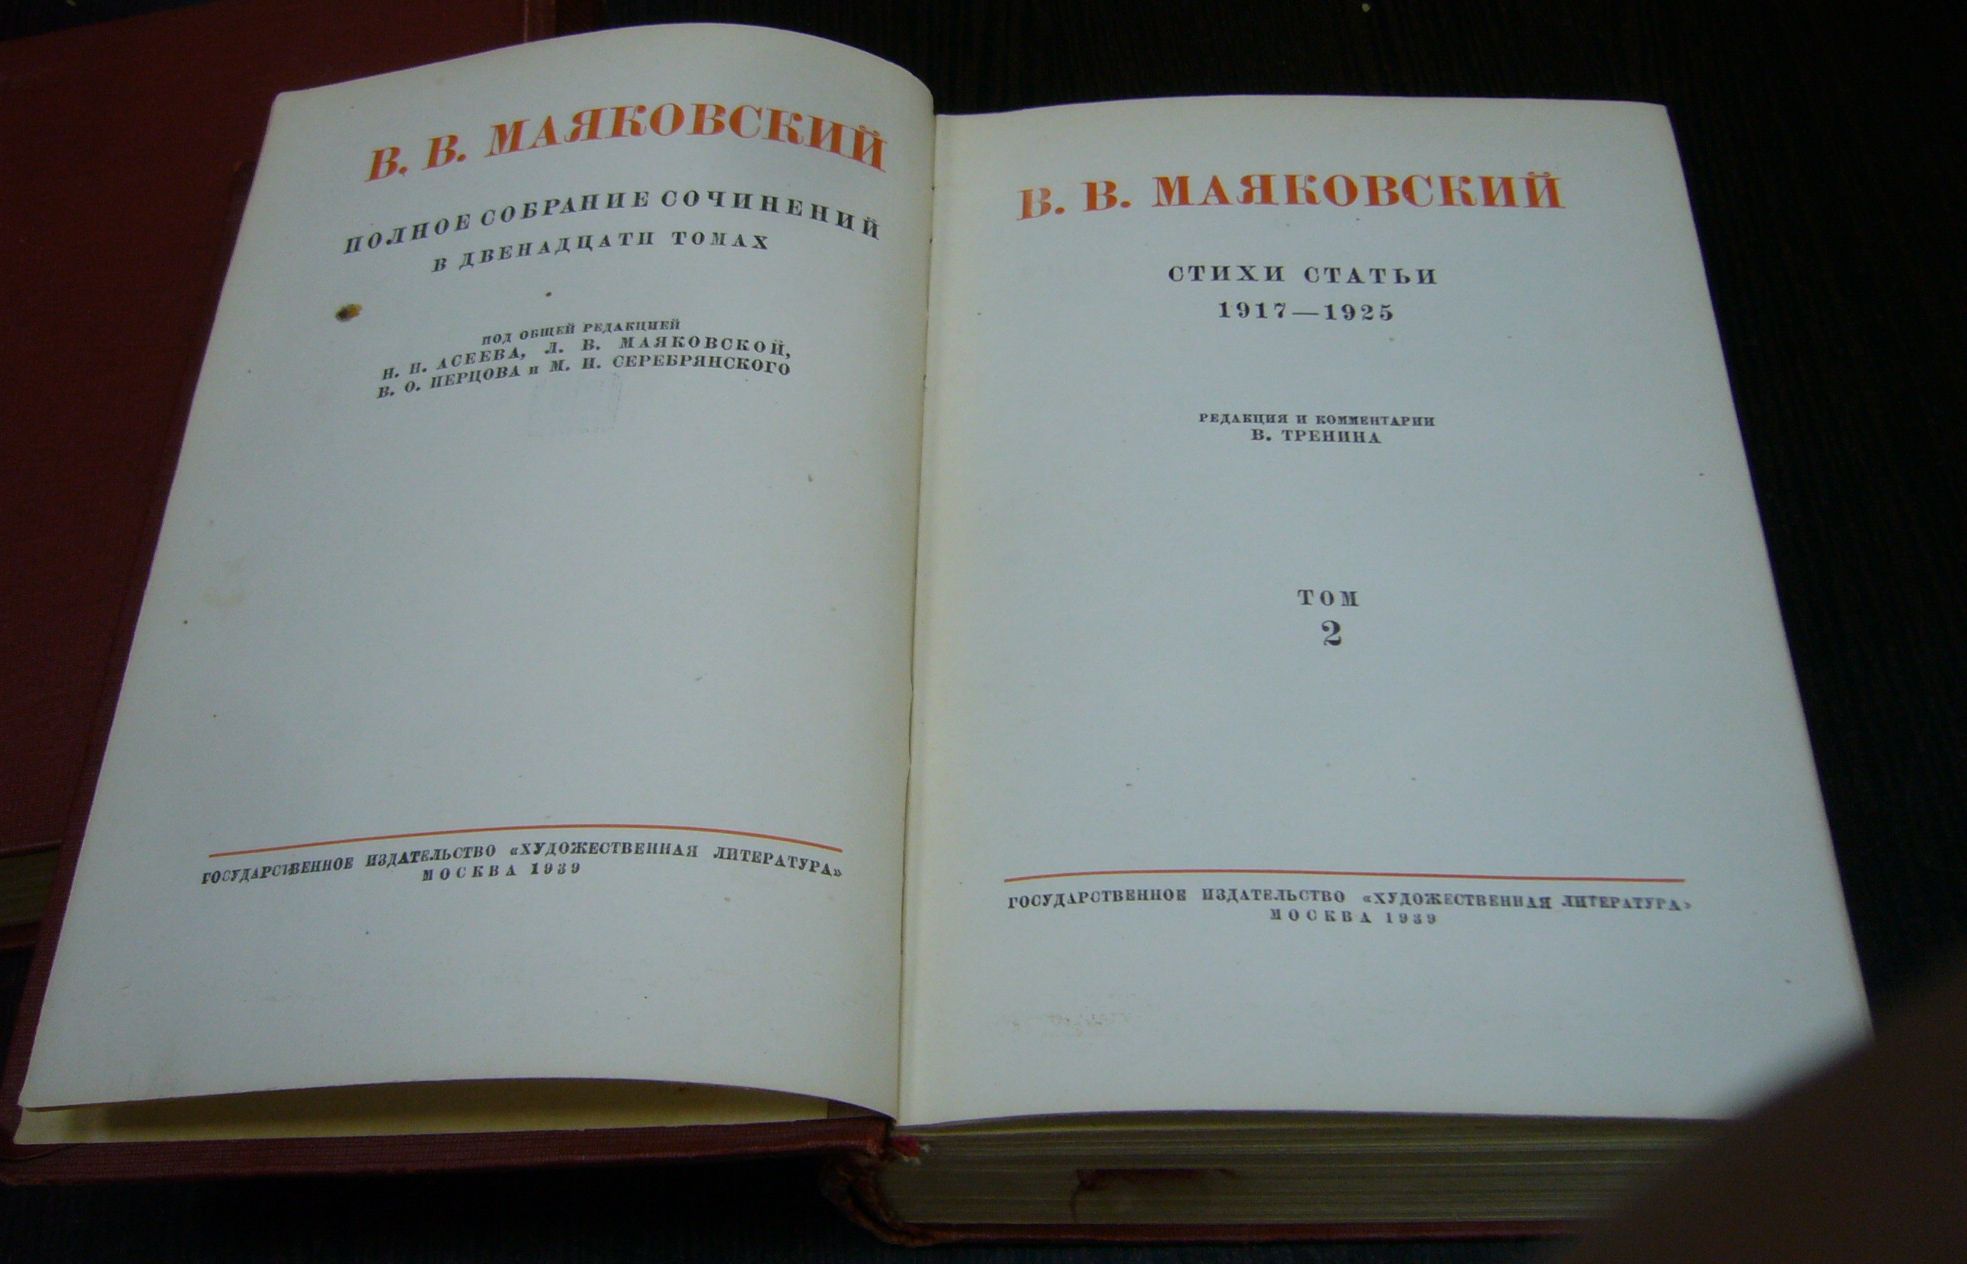 В. В. МАЯКОВСКИЙ
ПОЛНОЕ СОБРАНИЕ СОЧИНЕНИЙ
В ДВЕНАДЦАТИ ТОМАХ
ПОД ОБЩЕЙ РЕДАКЦИЕЙ
Н. Н. АСЕЕВА, Л. В. МАЯКОВСКОЙ,
В. О. ПЕРЦОВА и М. И. СЕРЕБРЯНСКОГО
ГОСУДАРСТВЕННОЕ ИЗДАТЕЛЬСТВО «ХУДОЖЕСТВЕННАЯ ЛИТЕРАТУРА»
МОСКВА 1939
В. В. МАЯКОВСКИЙ
СТИХИ СТАТЬИ
1917—1925
РЕДАКЦИЯ И КОММЕНТАРИИ
В. ТРЕНИНА
ТОМ
2
ГОСУДАРСТВЕННОЕ ИЗДАТЕЛЬСТВО «ХУДОЖЕСТВЕННАЯ ЛИТЕРАТУРА»
МОСКВА 1939